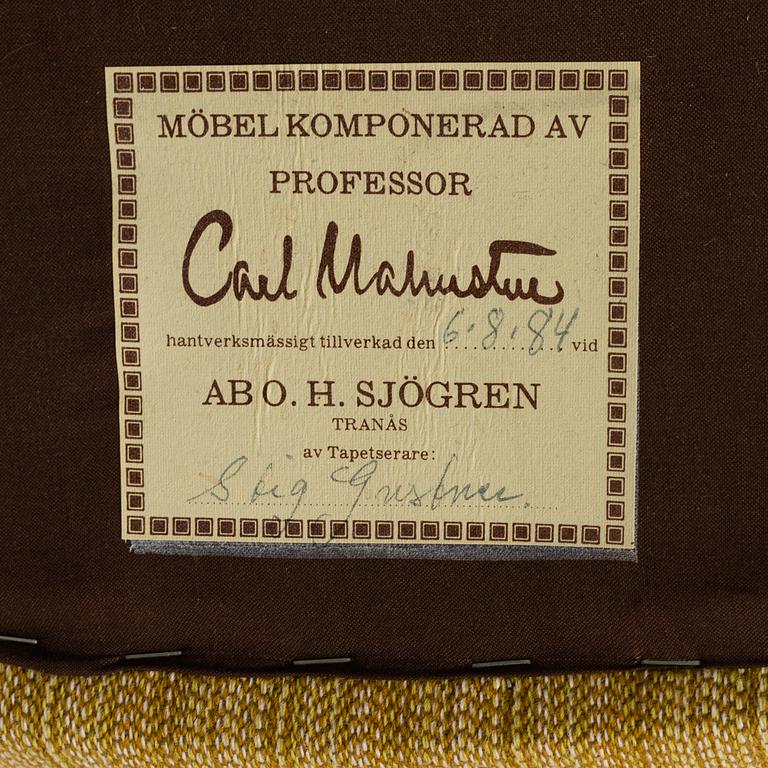 MÖBEL KOMPONERAD AV
PROFESSOR
Carl Malmsten
hantverksmässigt tillverkad den 6.8.84 vid
AB O. H. SJÖGREN
TRANÅS
av Tapetserare:
Stig